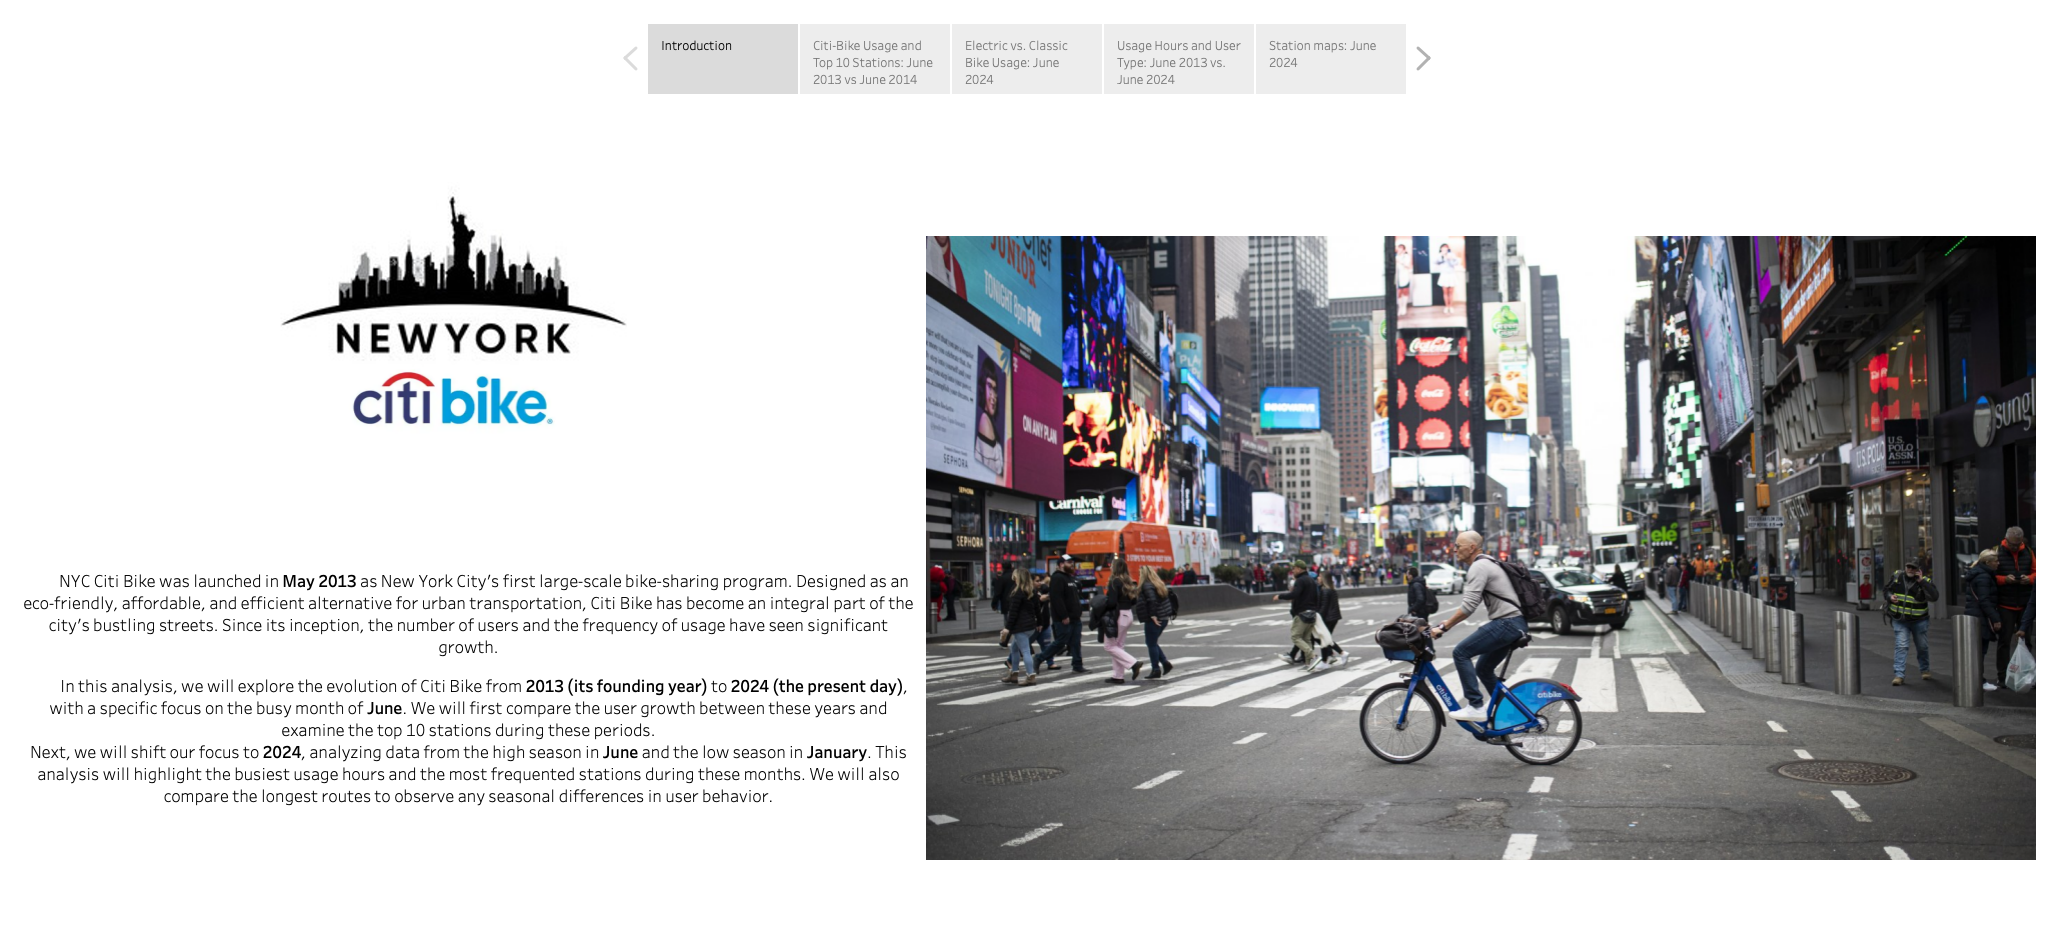 Introduction
Citi-Bike Usage and
Top 10 Stations: June
2013 vs June 2014
Electric vs. Classic
Bike Usage: June
2024
Usage Hours and User
Type: June 2013 vs.
June 2024
Station maps: June
2024
NEWYORK
citi bike
NYC Citi Bike was launched in May 2013 as New York City's first large-scale bike-sharing program. Designed as an
eco-friendly, affordable, and efficient alternative for urban transportation, Citi Bike has become an integral part of the
city's bustling streets. Since its inception, the number of users and the frequency of usage have seen significant
growth.
In this analysis, we will explore the evolution of Citi Bike from 2013 (its founding year) to 2024 (the present day),
with a specific focus on the busy month of June. We will first compare the user growth between these years and
examine the top 10 stations during these periods.
Next, we will shift our focus to 2024, analyzing data from the high season in June and the low season in January. This
analysis will highlight the busiest usage hours and the most frequented stations during these months. We will also
compare the longest routes to observe any seasonal differences in user behavior.
JUNIOR
TONIGHT 8pm FOX
ON ANY PLAN
SEPHORA
Carnival
SEPHORA
Coca-Cola
U.S.
POLO
ASSN.
U.S. POLO
elé
sungl
citibike
citibike